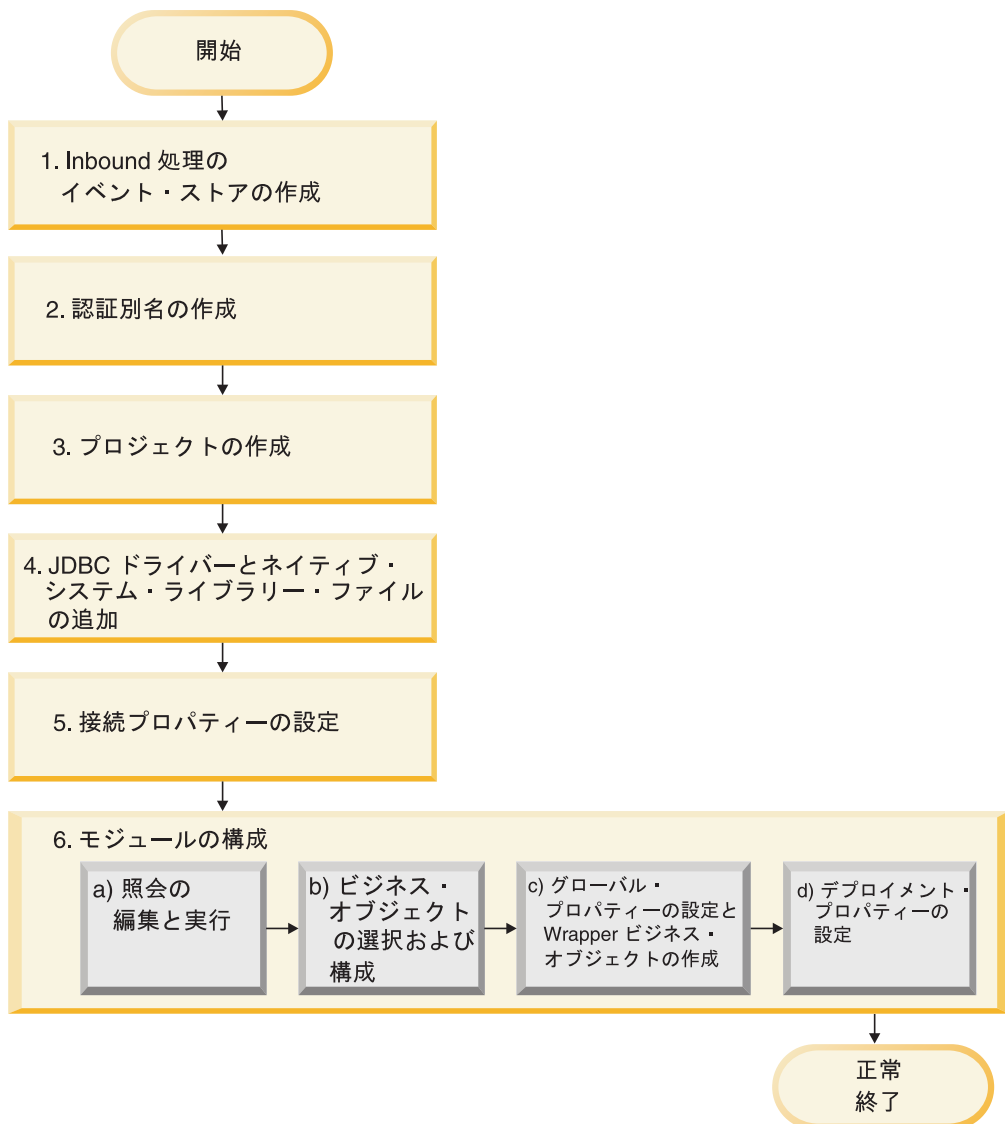 開始
1. Inbound 処理の
イベント・ストアの作成
2. 認証別名の作成
3. プロジェクトの作成
4. JDBC ドライバーとネイティブ・
システム・ライブラリー・ファイル
の追加
5. 接続プロパティーの設定
6. モジュールの構成
a) 照会の
編集と実行
b) ビジネス・
オブジェクト
の選択および
構成
c) グローバル・
プロパティーの設定と
Wrapper ビジネス・
オブジェクトの作成
d) デプロイメント・
プロパティーの
設定
正常
終了